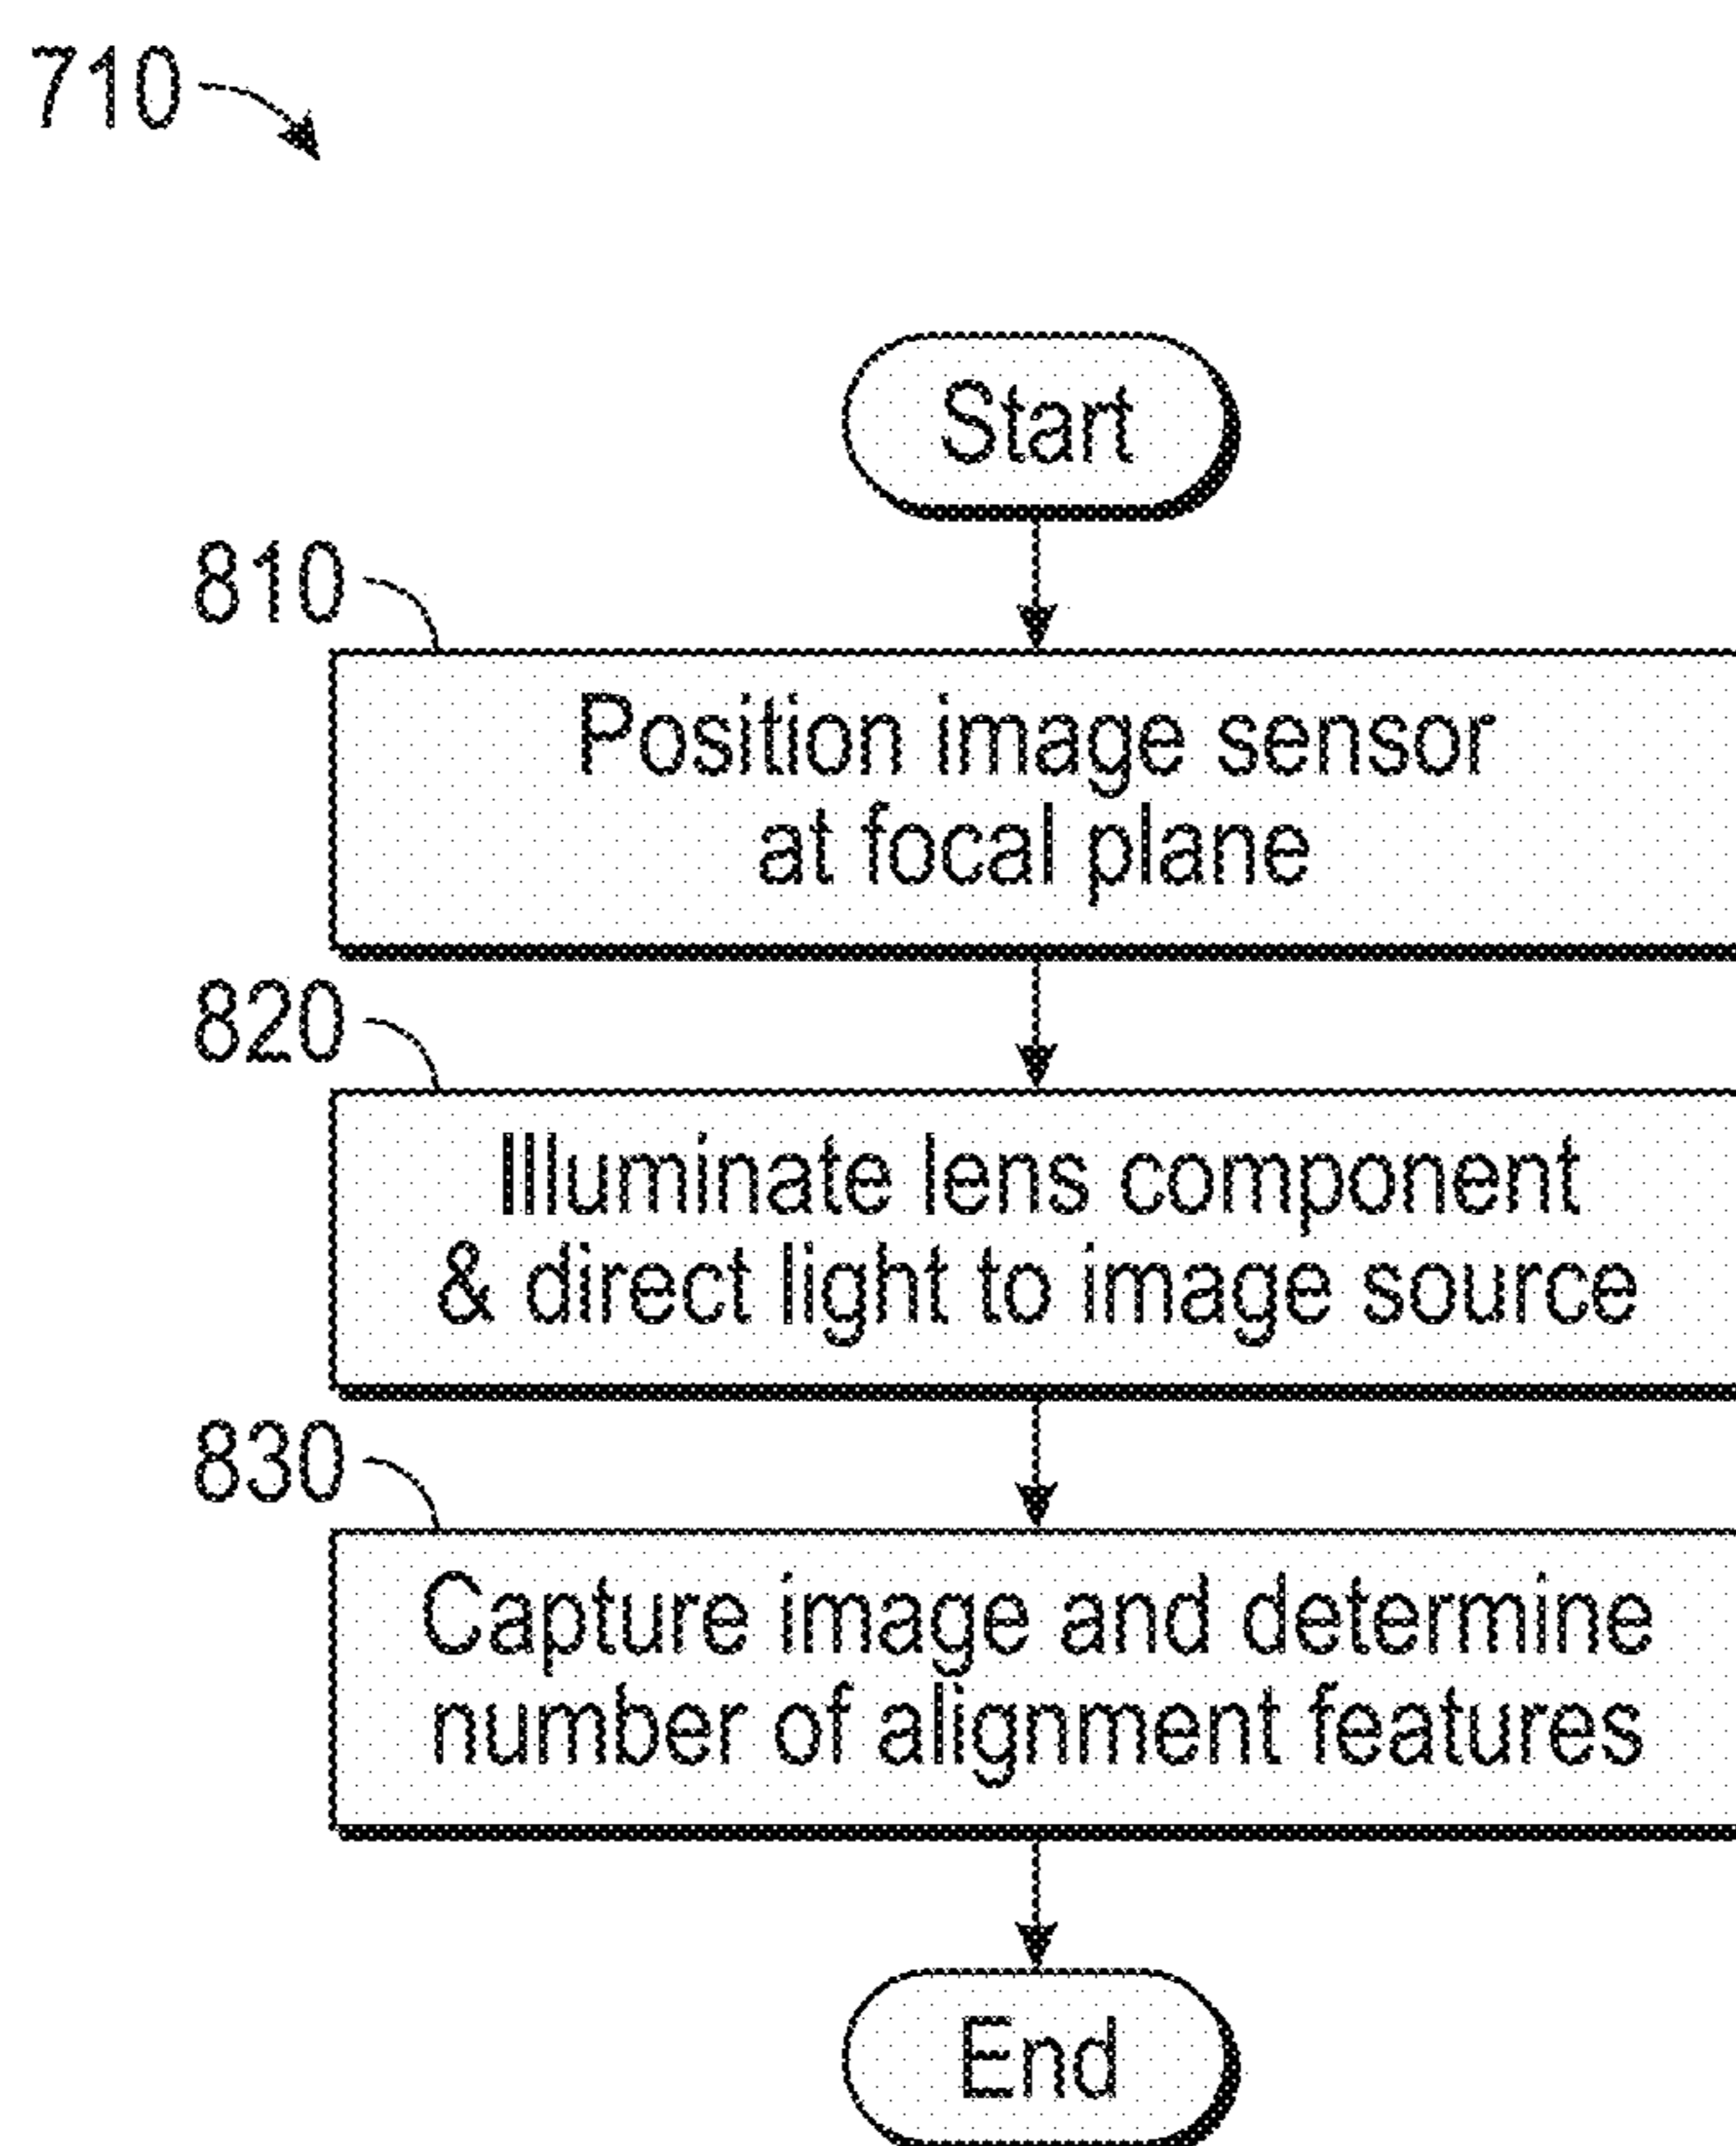 710
Start
810
Position image sensor
at focal plane
820
Illuminate lens component
& direct light to image source
830
Capture image and determine
number of alignment features
End